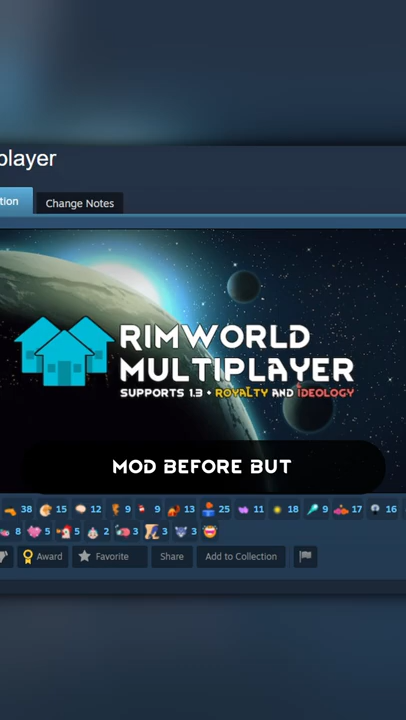 player
tion
Change Notes
RIMWORLD
MULTIPLAYER
SUPPORTS 1.3 + ROYALTY AND IDEOLOGY
MOD BEFORE BUT
38 15 12 9 9 13 25 11 18 9 17 16
8 5 5 2 3 3 3
Award Favorite Share Add to Collection